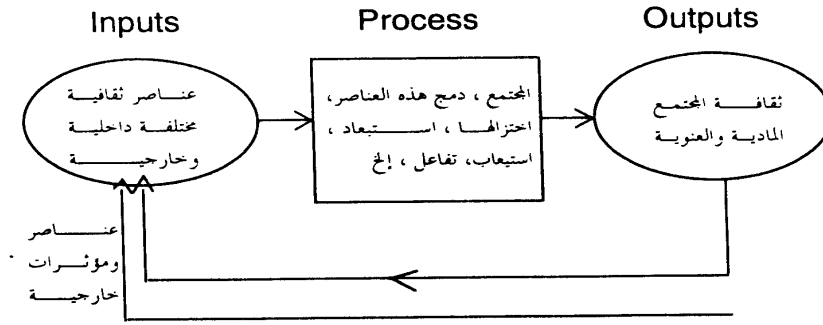 Inputs
Process
Outputs
عناصر ثقافية
مختلفة داخلية
وخارجية
المجتمع ، دمج هذه العناصر،
اختزالها ، استبعاد ،
استيعاب، تفاعل ، إلخ
ثقافة المجتمع
المادية والعنوية
عناصر
ومؤثرات
خارجية